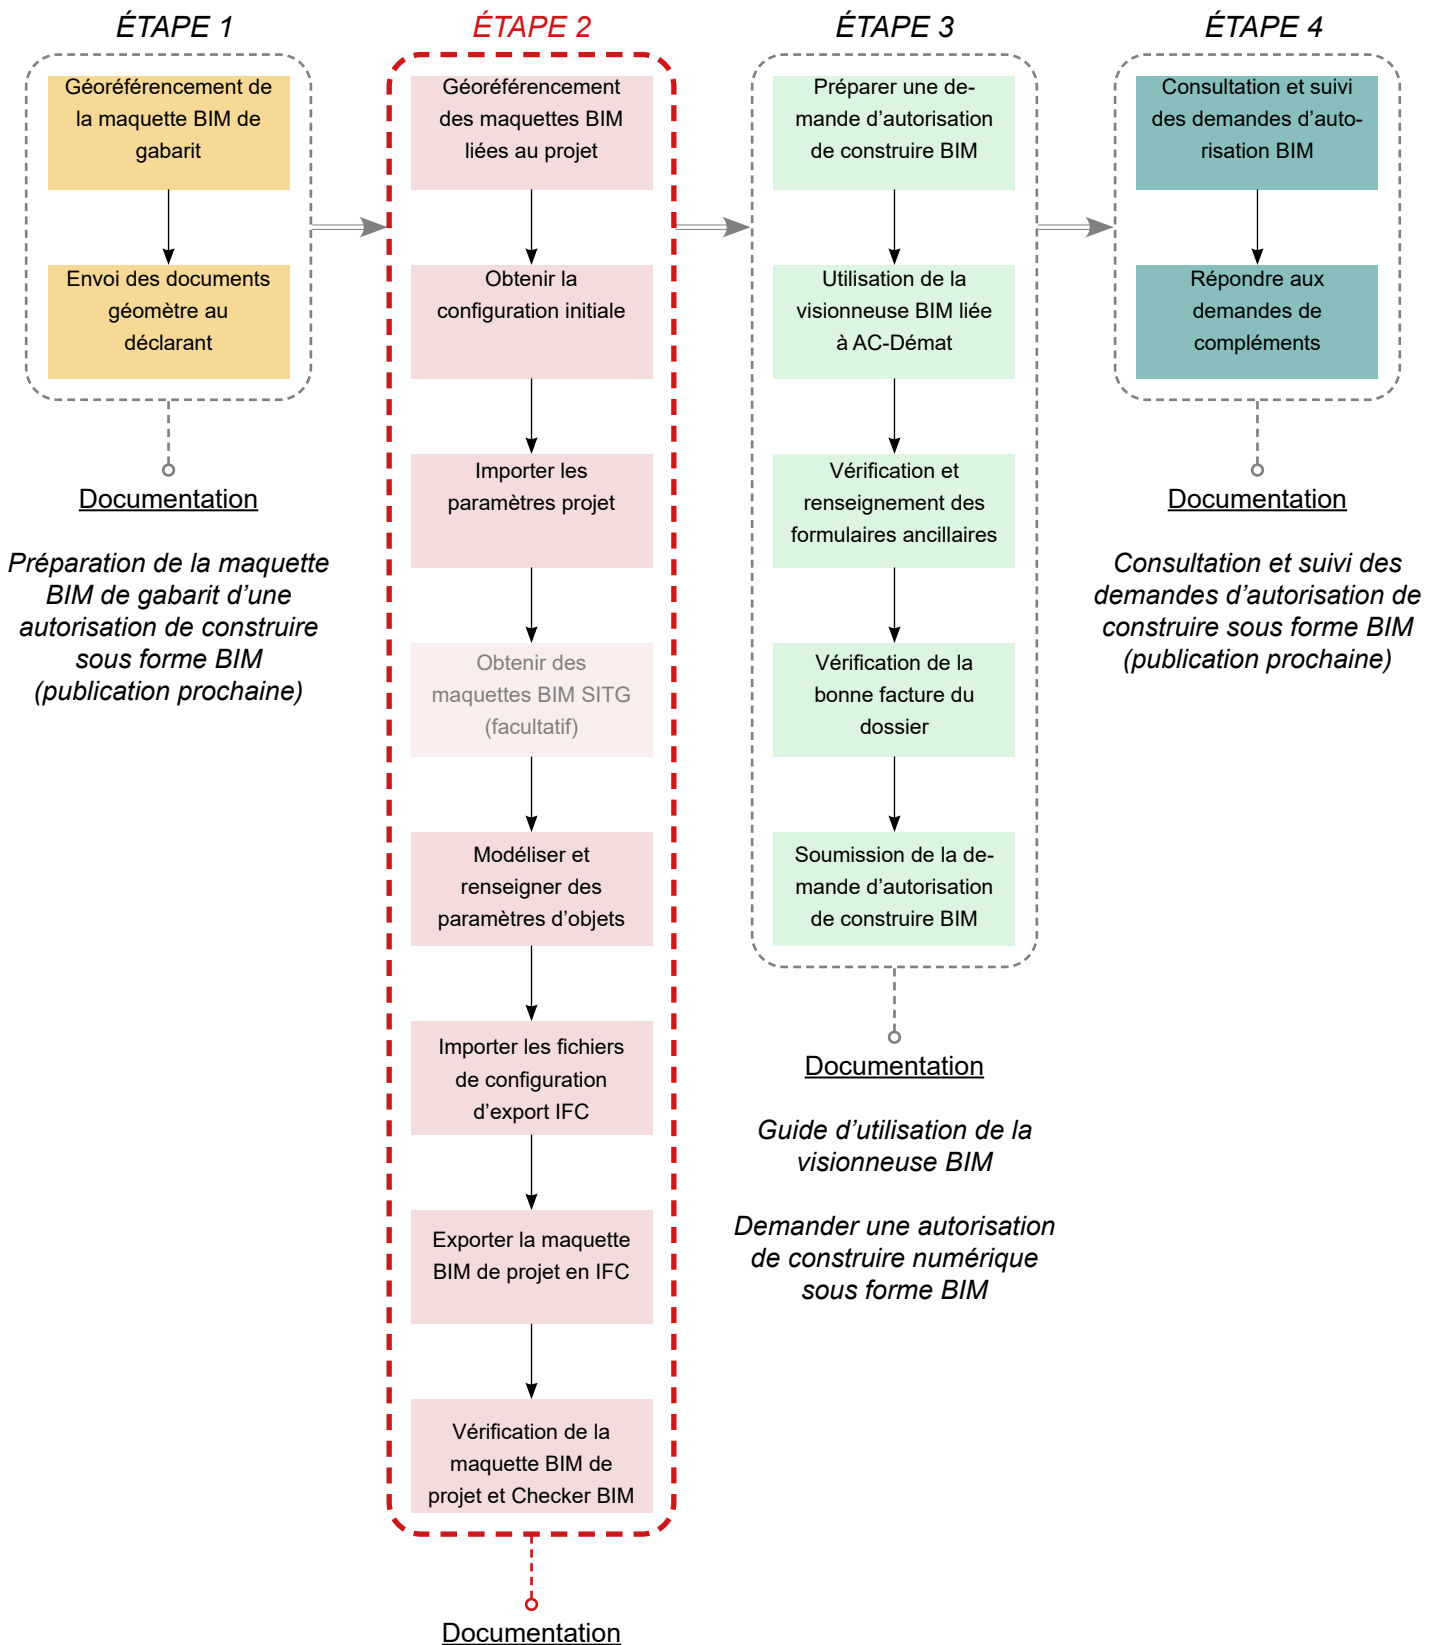 ÉTAPE 1
Géoréférencement de
la maquette BIM de
gabarit
Envoi des documents
géomètre au
déclarant
Documentation
Préparation de la maquette
BIM de gabarit d’une
autorisation de construire
sous forme BIM
(publication prochaine)
ÉTAPE 2
Géoréférencement
des maquettes BIM
liées au projet
Obtenir la
configuration initiale
Importer les
paramètres projet
Obtenir des
maquettes BIM SITG
(facultatif)
Modéliser et
renseigner des
paramètres d’objets
Importer les fichiers
de configuration
d’export IFC
Exporter la maquette
BIM de projet en IFC
Vérification de la
maquette BIM de
projet et Checker BIM
Documentation
ÉTAPE 3
Préparer une de-
mande d’autorisation
de construire BIM
Utilisation de la
visionneuse BIM liée
à AC-Démat
Vérification et
renseignement des
formulaires ancillaires
Vérification de la
bonne facture du
dossier
Soumission de la de-
mande d’autorisation
de construire BIM
Documentation
Guide d’utilisation de la
visionneuse BIM
Demander une autorisation
de construire numérique
sous forme BIM
ÉTAPE 4
Consultation et suivi
des demandes d’auto-
risation BIM
Répondre aux
demandes de
compléments
Documentation
Consultation et suivi des
demandes d’autorisation de
construire sous forme BIM
(publication prochaine)